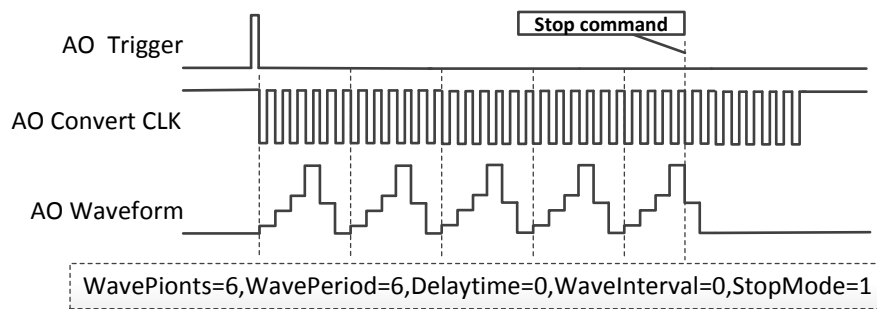 Stop command
AO Trigger
AO Convert CLK
AO Waveform
WavePionts=6,WavePeriod=6,Delaytime=0,WaveInterval=0,StopMode=1